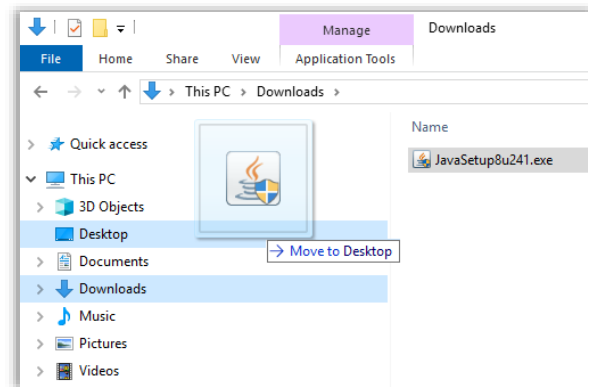 Manage
Downloads
File
Home
Share
View
Application Tools
This PC > Downloads >
Name
Quick access
JavaSetup8u241.exe
This PC
3D Objects
Desktop
Move to Desktop
Documents
Downloads
Music
Pictures
Videos